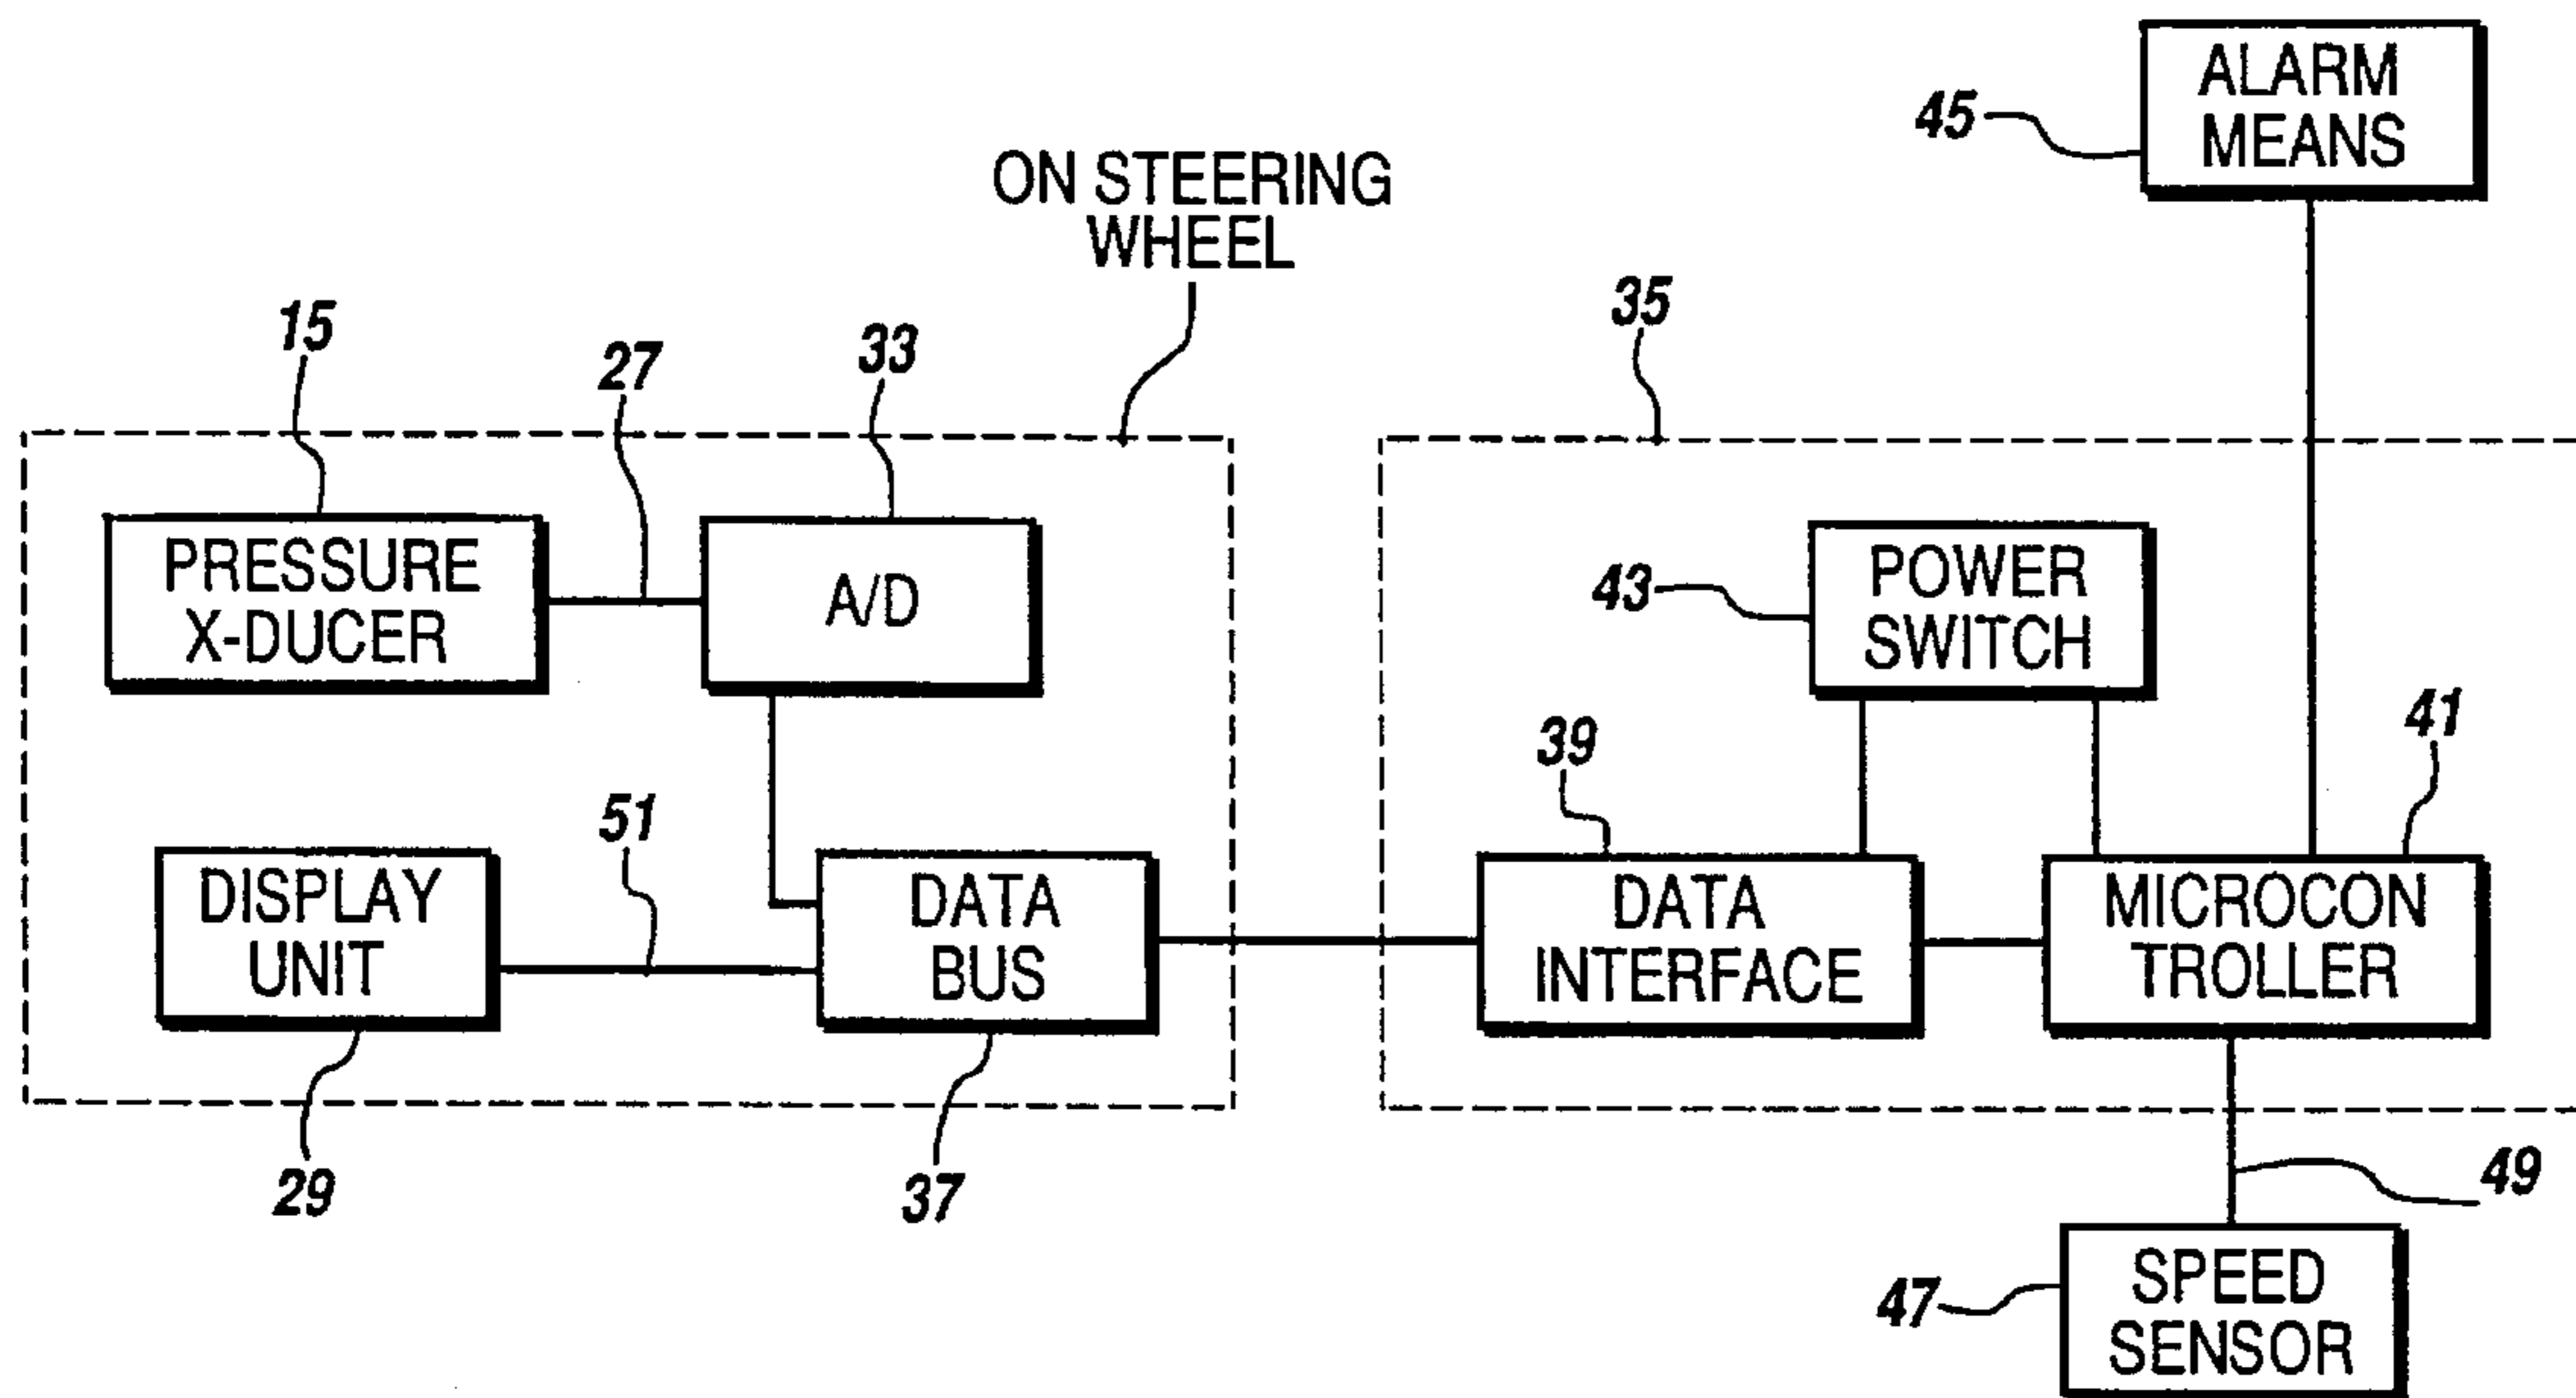 ALARM
MEANS
45
ON STEERING
WHEEL
35
15
27
33
PRESSURE
X-DUCER
A/D
POWER
SWITCH
43
41
39
51
DISPLAY
UNIT
DATA
BUS
DATA
INTERFACE
MICROCON
TROLLER
29
37
49
47
SPEED
SENSOR